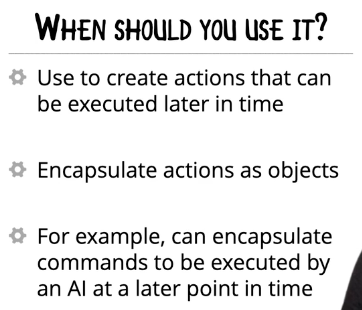 When should you use it?
Use to create actions that can
be executed later in time
Encapsulate actions as objects
For example, can encapsulate
commands to be executed by
an AI at a later point in time